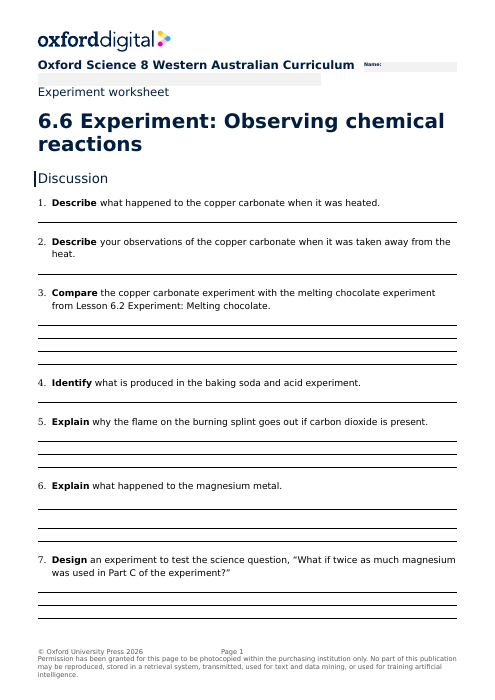 oxforddigital
Oxford Science 8 Western Australian Curriculum
Name:
Experiment worksheet
6.6 Experiment: Observing chemical
reactions
Discussion
1. Describe what happened to the copper carbonate when it was heated.
2. Describe your observations of the copper carbonate when it was taken away from the
heat.
3. Compare the copper carbonate experiment with the melting chocolate experiment
from Lesson 6.2 Experiment: Melting chocolate.
4. Identify what is produced in the baking soda and acid experiment.
5. Explain why the flame on the burning splint goes out if carbon dioxide is present.
6. Explain what happened to the magnesium metal.
7. Design an experiment to test the science question, “What if twice as much magnesium
was used in Part C of the experiment?”
© Oxford University Press 2026 Page 1
Permission has been granted for this page to be photocopied within the purchasing institution only. No part of this publication
may be reproduced, stored in a retrieval system, transmitted, used for text and data mining, or used for training artificial
intelligence.